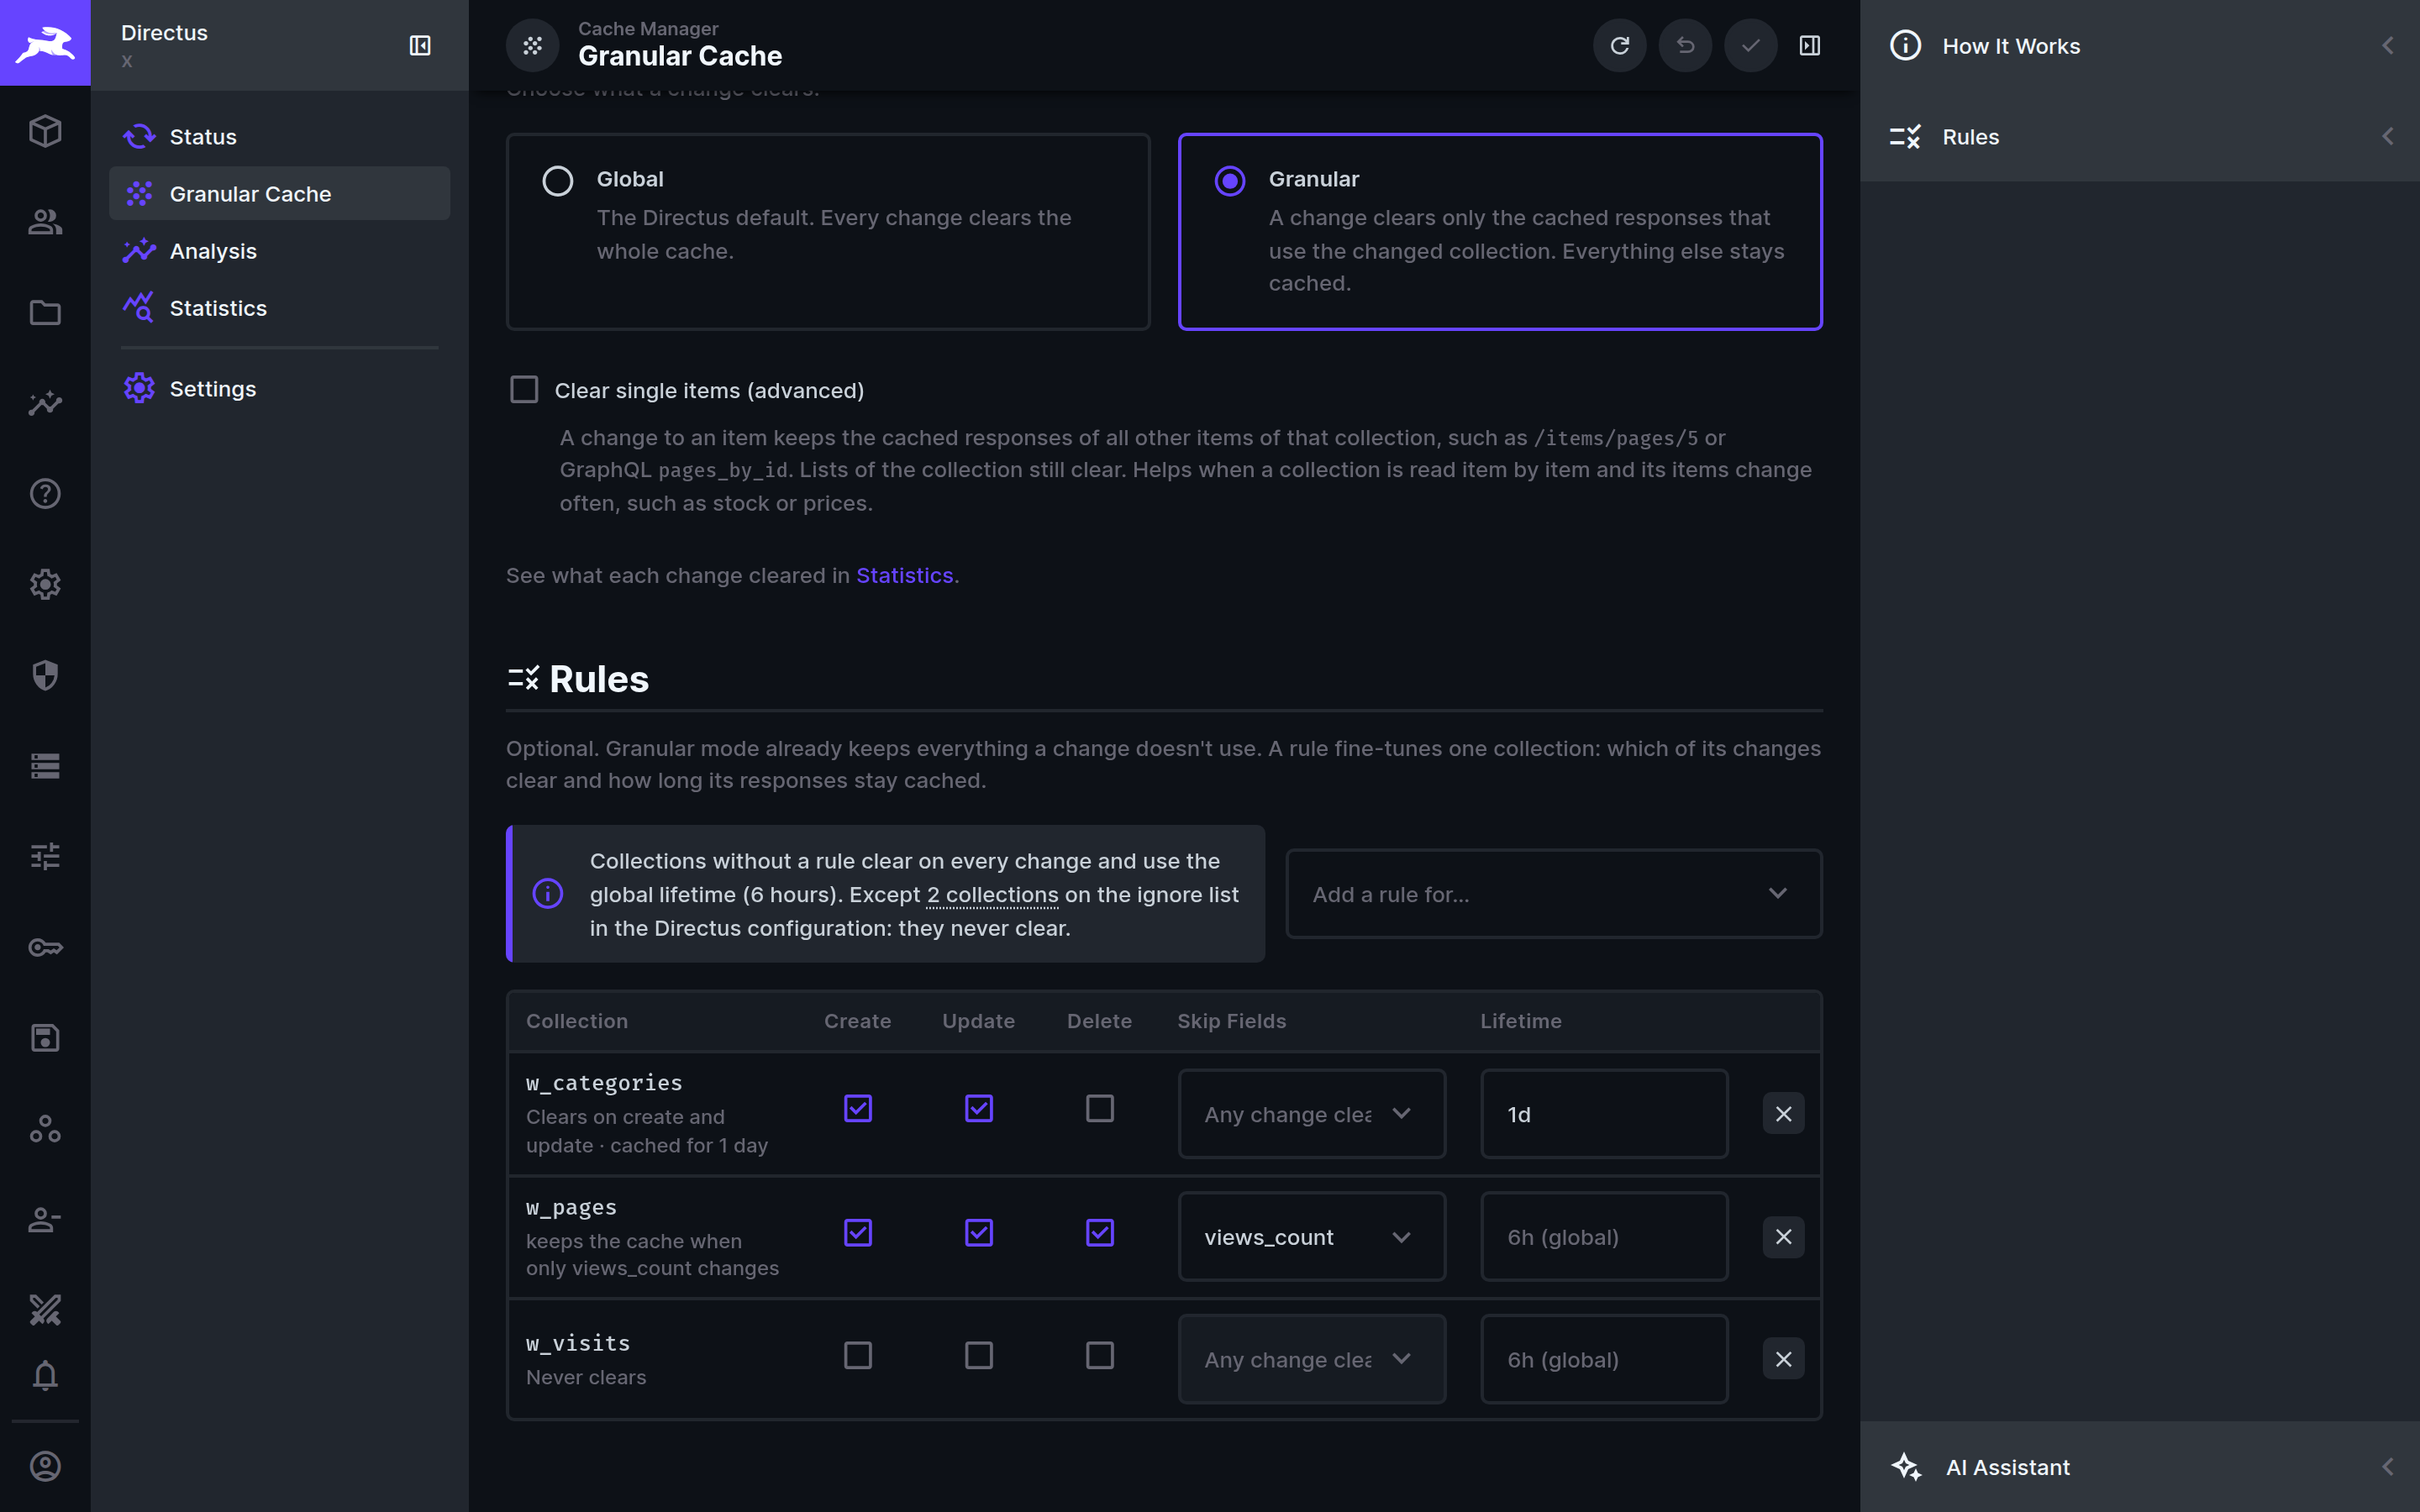 Directus
X
Status
Granular Cache
Analysis
Statistics
Settings
Cache Manager
Granular Cache
Choose what a change clears.
Global
The Directus default. Every change clears the
whole cache.
Granular
A change clears only the cached responses that
use the changed collection. Everything else stays
cached.
Clear single items (advanced)
A change to an item keeps the cached responses of all other items of that collection, such as /items/pages/5 or
GraphQL pages_by_id. Lists of the collection still clear. Helps when a collection is read item by item and its items change
often, such as stock or prices.
See what each change cleared in Statistics.
Rules
Optional. Granular mode already keeps everything a change doesn't use. A rule fine-tunes one collection: which of its changes
clear and how long its responses stay cached.
Collections without a rule clear on every change and use the
global lifetime (6 hours). Except 2 collections on the ignore list
in the Directus configuration: they never clear.
Add a rule for...
Collection Create Update Delete Skip Fields Lifetime
w_categories
Clears on create and
update · cached for 1 day
Any change clea
1d
w_pages
keeps the cache when
only views_count changes
views_count
6h (global)
w_visits
Never clears
Any change clea
6h (global)
How It Works
Rules
AI Assistant